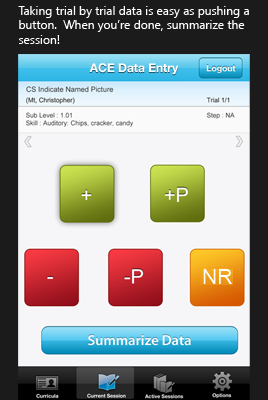 Taking trial by trial data is easy as pushing a
button.  When you're done, summarize the
session!
ACE Data Entry
Logout
CS Indicate Named Picture
(Mt, Christopher)
Trial 1/1
Sub Level : 1.01
Step : NA
Skill : Auditory: Chips, cracker, candy
+
+P
-
-P
NR
Summarize Data
Curricula
Current Session
Active Sessions
Options